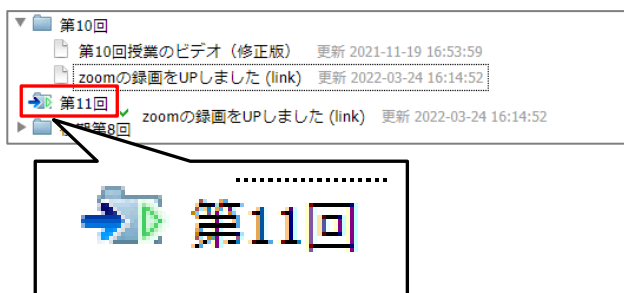 第10回
第10回授業のビデオ（修正版） 更新 2021-11-19 16:53:59
zoomの録画をUPしました (link) 更新 2022-03-24 16:14:52
第11回
zoomの録画をUPしました (link) 更新 2022-03-24 16:14:52
第8回
第11回